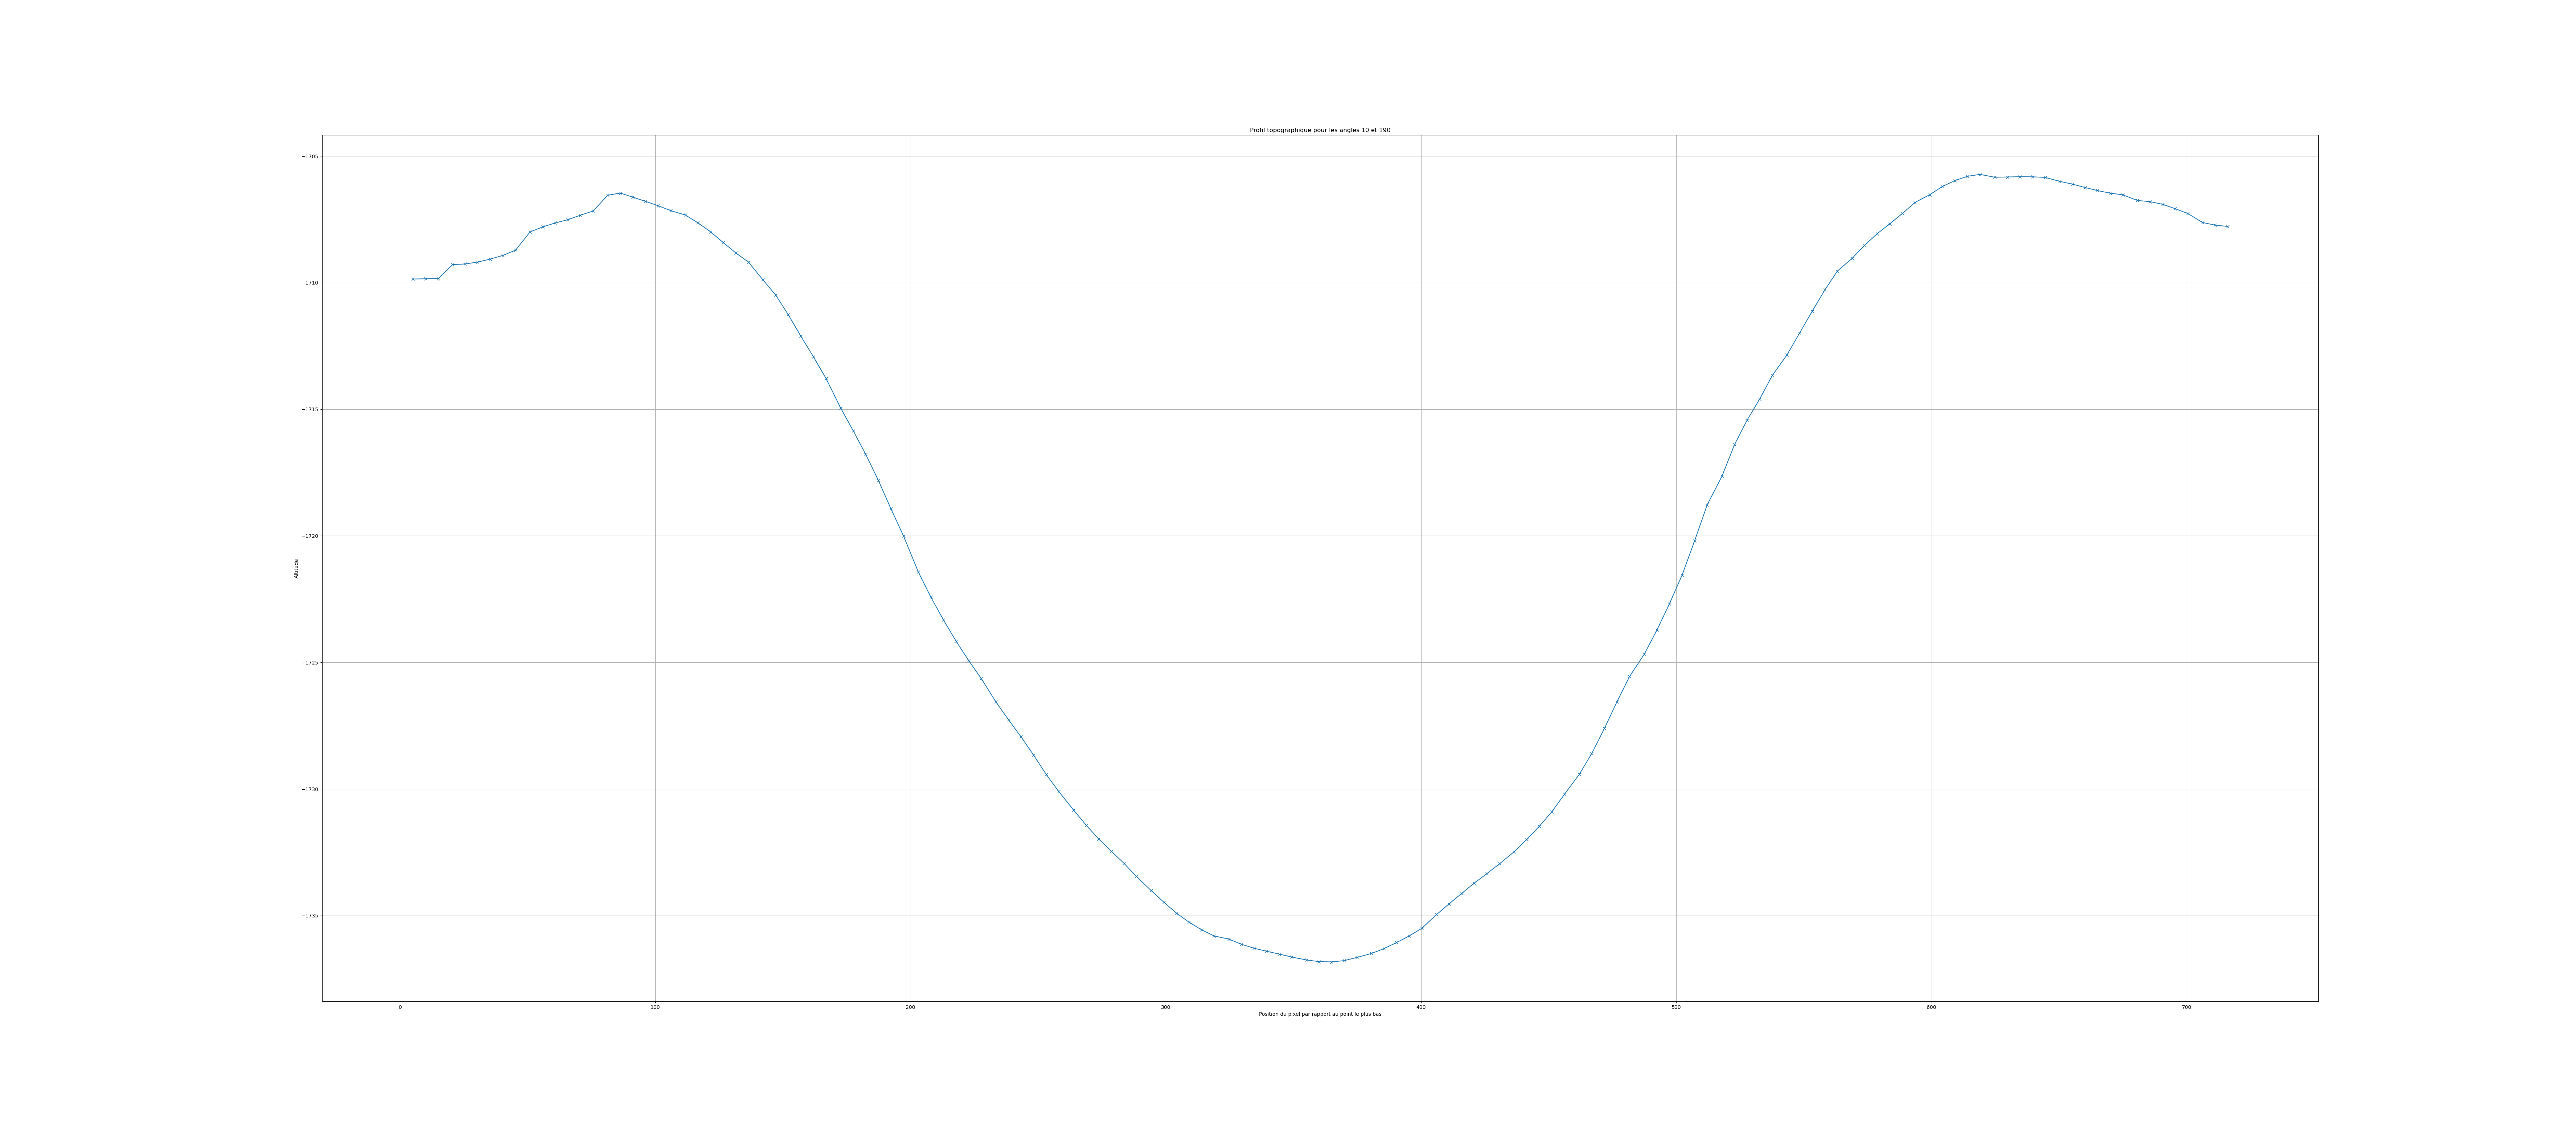 Profil topographique pour les angles 10 et 190
−1705
−1710
−1715
−1720
−1725
−1730
−1735
Altitude
0 100 200 300 400 500 600 700
Position du pixel par rapport au point le plus bas